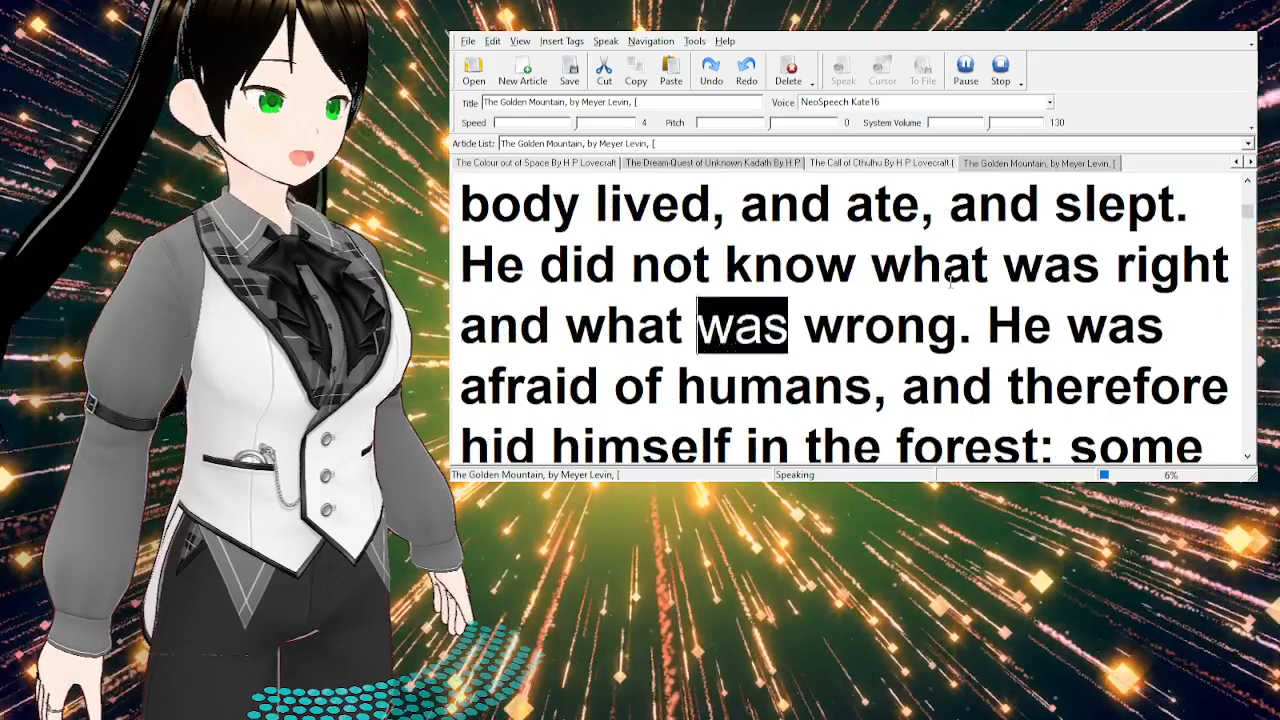 File Edit View Insert Tags Speak Navigation Tools Help
Open New Article Save Cut Copy Paste Undo Redo Delete Speak Cursor To File Pause Stop
Title The Golden Mountain, by Meyer Levin, [ Voice NeoSpeech Kate16
Speed 4 Pitch 0 System Volume 130
Article List: The Golden Mountain, by Meyer Levin, [
The Colour out of Space By H P Lovecraft The Dream-Quest of Unknown Kadath By H P The Call of Cthulhu By H P Lovecraft ( The Golden Mountain, by Meyer Levin, [
body lived, and ate, and slept.
He did not know what was right
and what was wrong. He was
afraid of humans, and therefore
hid himself in the forest; some
The Golden Mountain, by Meyer Levin, [ Speaking 6%